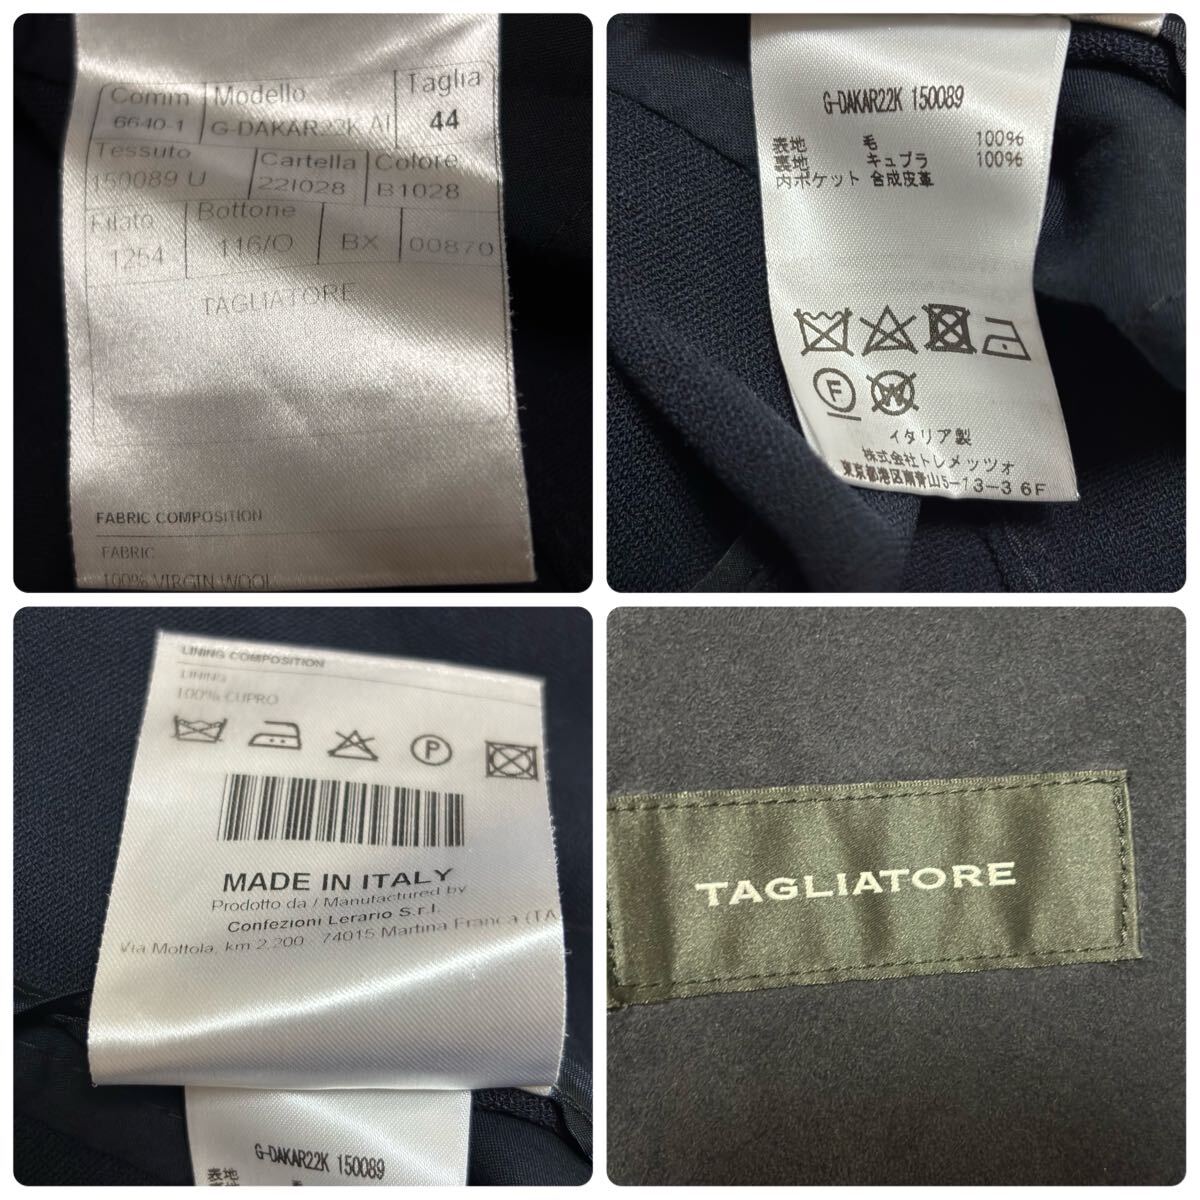 Comm Modello Taglia
6640-1 G-DAKAR22K AI 44
Tessuto Cartella Colore
150089 U 22I028 B1028
Filato Bottone
1254 116/O BX 00870
TAGLIATORE
FABRIC COMPOSITION
FABRIC
100% VIRGIN WOOL
G-DAKAR22K 150089
表地 毛 100%
裏地 キュプラ 100%
内ポケット 合成皮革
F
W
イタリア製
株式会社トレメッツォ
東京都港区南青山5-13-3 6F
LINING COMPOSITION
LINING
100% CUPRO
P
MADE IN ITALY
Prodotto da / Manufactured by
Confezioni Lerario S.r.l.
Via Mottola, km 2,200 - 74015 Martina Franca (TA
G-DAKAR22K 150089
表地
TAGLIATORE